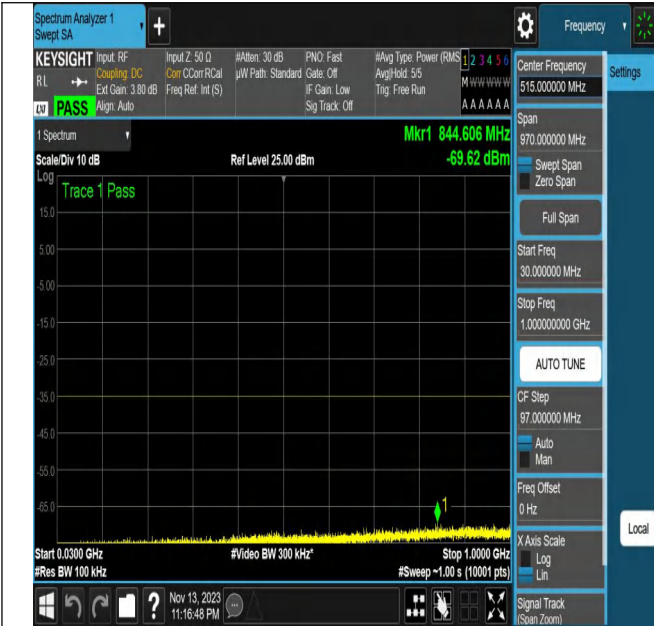 Spectrum Analyzer 1
Swept SA
Frequency
KEYSIGHT
RL
PASS
Input: RF
Coupling: DC
Ext Gain: 3.80 dB
Align: Auto
Input Z: 50 Ω
Corr CCorr RCal
Freq Ref: Int (S)
#Atten: 30 dB
µW Path: Standard
PNO: Fast
Gate: Off
IF Gain: Low
Sig Track: Off
#Avg Type: Power (RMS
Avg|Hold: 5/5
Trig: Free Run
1 2 3 4 5 6
M W W W W W
A A A A A A
Center Frequency
515.000000 MHz
Settings
1 Spectrum
Mkr1 844.606 MHz
Scale/Div 10 dB
Ref Level 25.00 dBm
-69.62 dBm
Log
Trace 1 Pass
15.0
5.00
-5.00
-15.0
-25.0
-35.0
-45.0
-55.0
-65.0
1
Start 0.0300 GHz
#Video BW 300 kHz*
Stop 1.0000 GHz
#Res BW 100 kHz
#Sweep ~1.00 s (10001 pts)
Span
970.000000 MHz
Swept Span
Zero Span
Full Span
Start Freq
30.000000 MHz
Stop Freq
1.000000000 GHz
AUTO TUNE
CF Step
97.000000 MHz
Auto
Man
Freq Offset
0 Hz
X Axis Scale
Log
Lin
Local
Signal Track
(Span Zoom)
?
Nov 13, 2023
11:16:48 PM